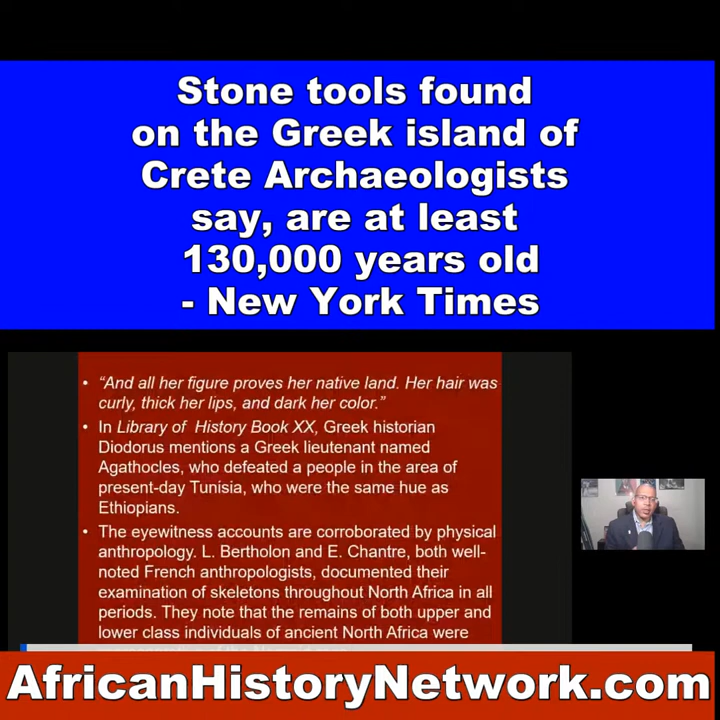 Stone tools found
on the Greek island of
Crete Archaeologists
say, are at least
130,000 years old
- New York Times
• "And all her figure proves her native land. Her hair was
curly, thick her lips, and dark her color."
• In Library of History Book XX, Greek historian
Diodorus mentions a Greek lieutenant named
Agathocles, who defeated a people in the area of
present-day Tunisia, who were the same hue as
Ethiopians.
• The eyewitness accounts are corroborated by physical
anthropology. L. Bertholon and E. Chantre, both well-
noted French anthropologists, documented their
examination of skeletons throughout North Africa in all
periods. They note that the remains of both upper and
lower class individuals of ancient North Africa were
AfricanHistoryNetwork.com